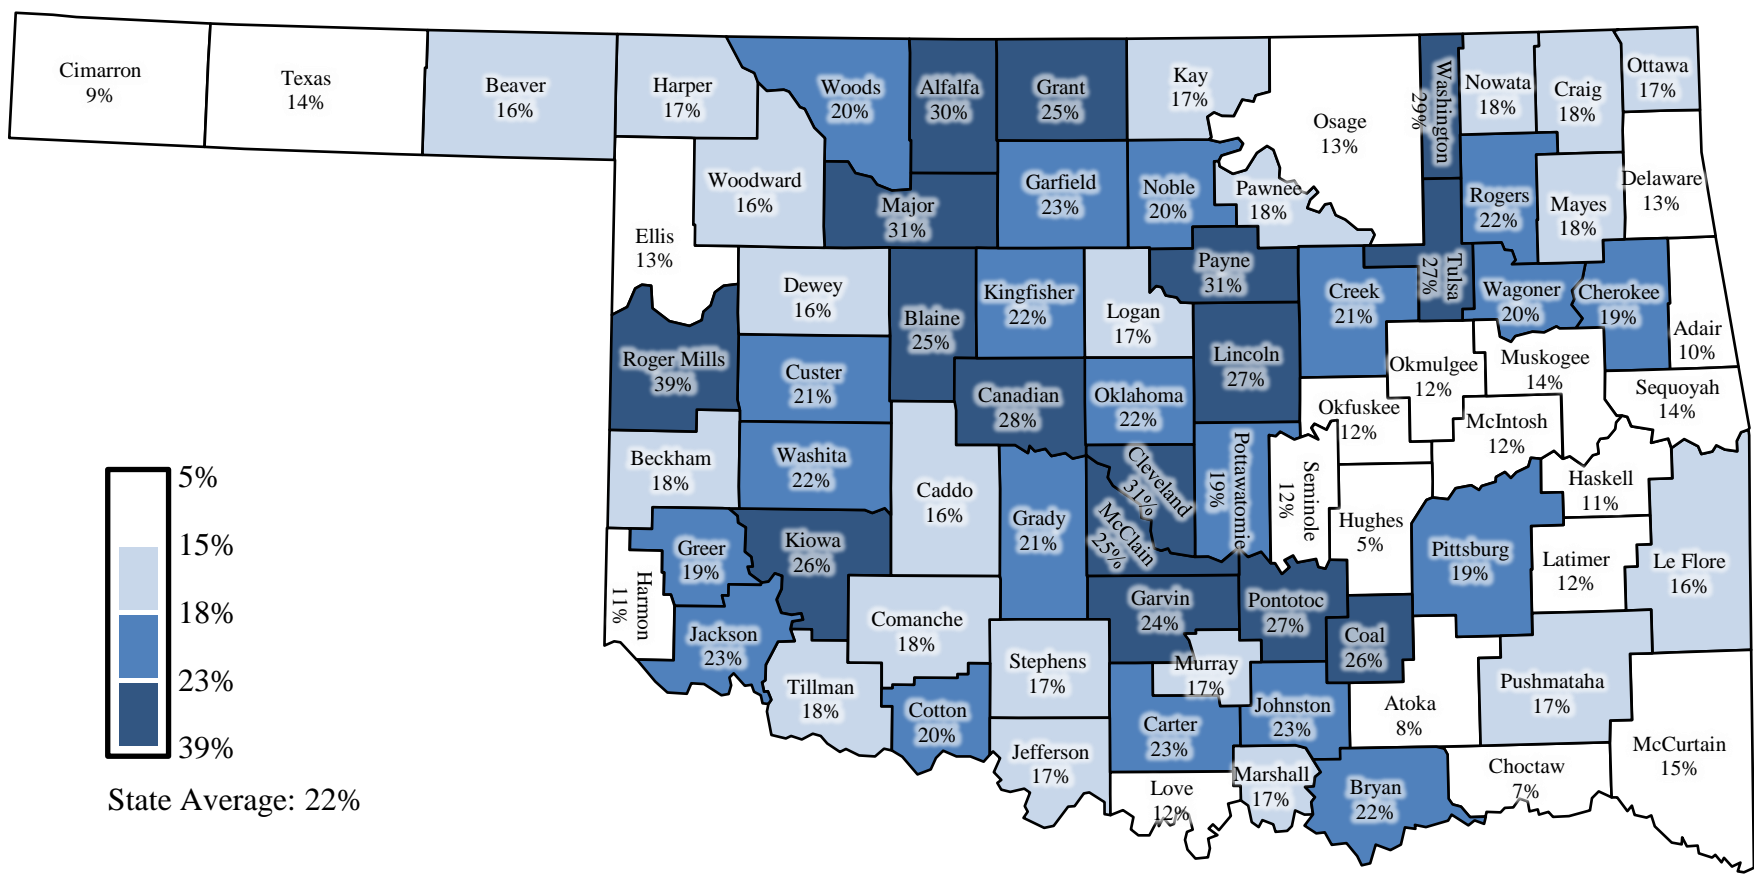 Cimarron
9%
Texas
14%
Beaver
16%
Harper
17%
Woods
20%
Alfalfa
30%
Grant
25%
Kay
17%
Osage
13%
Washington
29%
Nowata
18%
Craig
18%
Ottawa
17%
Woodward
16%
Major
31%
Garfield
23%
Noble
20%
Pawnee
18%
Rogers
22%
Mayes
18%
Delaware
13%
Ellis
13%
Dewey
16%
Blaine
25%
Kingfisher
22%
Logan
17%
Payne
31%
Creek
21%
Tulsa
27%
Wagoner
20%
Cherokee
19%
Adair
10%
Roger Mills
39%
Custer
21%
Canadian
28%
Oklahoma
22%
Lincoln
27%
Okmulgee
12%
Muskogee
14%
Sequoyah
14%
Okfuskee
12%
McIntosh
12%
Beckham
18%
Washita
22%
Caddo
16%
Grady
21%
Cleveland
31%
McClain
25%
Pottawatomie
19%
Seminole
12%
Hughes
5%
Haskell
11%
Pittsburg
19%
Latimer
12%
Le Flore
16%
Greer
19%
Kiowa
26%
Harmon
11%
Jackson
23%
Comanche
18%
Garvin
24%
Pontotoc
27%
Coal
26%
Stephens
17%
Murray
17%
Tillman
18%
Cotton
20%
Carter
23%
Johnston
23%
Atoka
8%
Pushmataha
17%
McCurtain
15%
Jefferson
17%
Love
12%
Marshall
17%
Bryan
22%
Choctaw
7%
5%
15%
18%
23%
39%
State Average: 22%